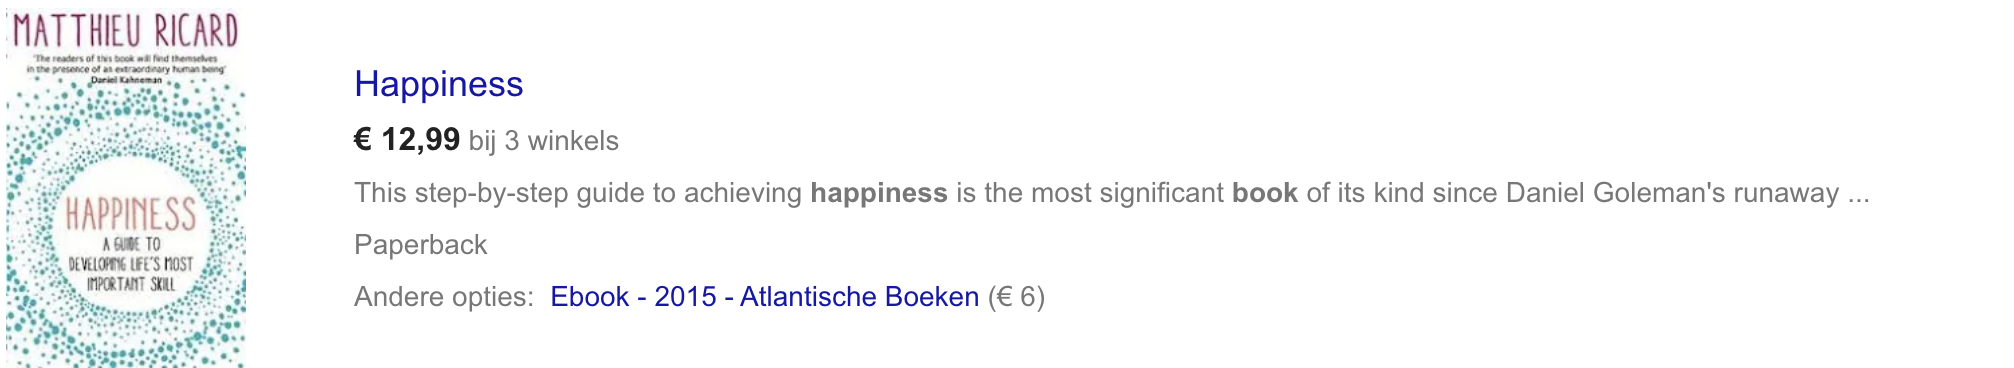 MATTHIEU RICARD
'The readers of this book will find themselves
in the presence of an extraordinary human being'
Daniel Kahneman
HAPPINESS
A GUIDE TO
DEVELOPING LIFE'S MOST
IMPORTANT SKILL
Happiness
€ 12,99 bij 3 winkels
This step-by-step guide to achieving happiness is the most significant book of its kind since Daniel Goleman's runaway ...
Paperback
Andere opties: Ebook - 2015 - Atlantische Boeken (€ 6)